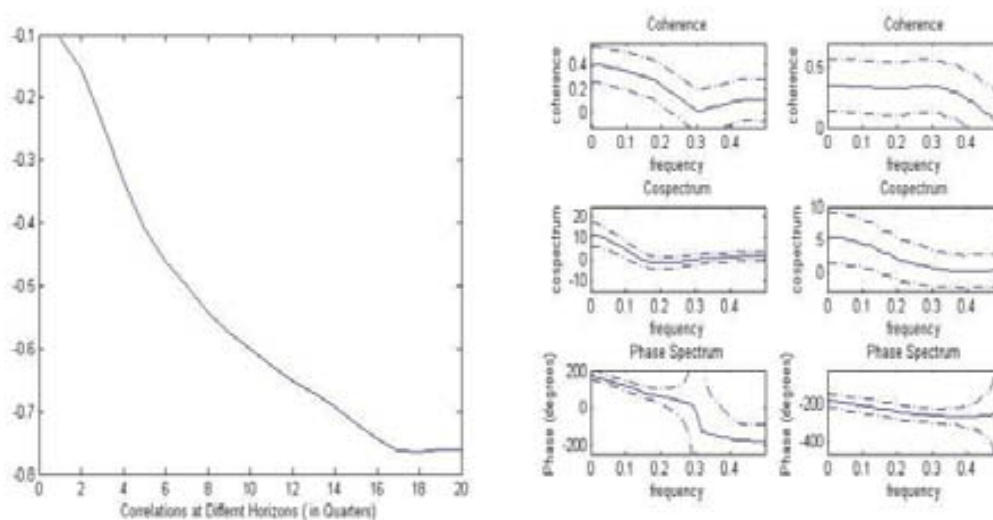 -0.1
-0.2
-0.3
-0.4
-0.5
-0.6
-0.7
-0.8
0 2 4 6 8 10 12 14 16 18 20
Correlations at Differnt Horizons ( in Quarters)
Coherence
coherence
0.4
0.2
0
0 0.1 0.2 0.3 0.4
frequency
Coherence
coherence
0.5
0
0 0.1 0.2 0.3 0.4
frequency
Cospectrum
cospectrum
20
10
0
-10
0 0.1 0.2 0.3 0.4
frequency
Cospectrum
cospectrum
10
5
0
0 0.1 0.2 0.3 0.4
frequency
Phase Spectrum
Phase (degrees)
200
0
-200
0 0.1 0.2 0.3 0.4
frequency
Phase Spectrum
Phase (degrees)
-200
-400
0 0.1 0.2 0.3 0.4
frequency